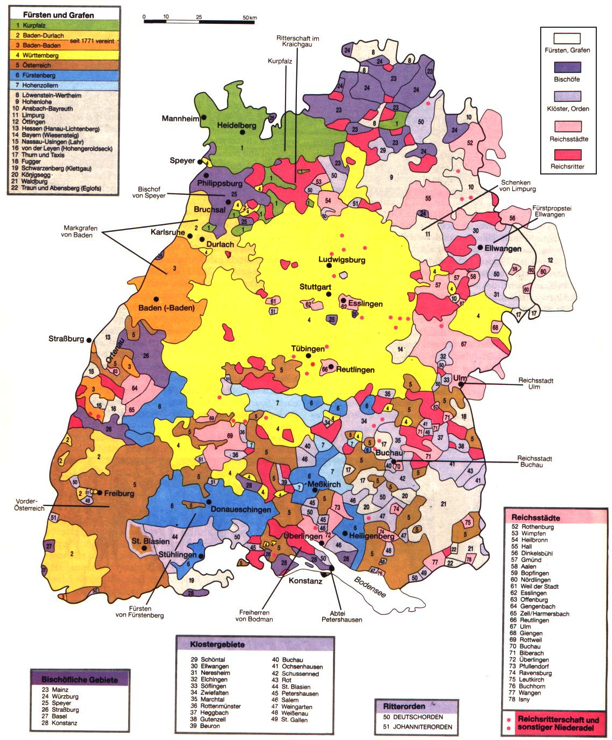 Fürsten und Grafen
1 Kurpfalz
2 Baden-Durlach
3 Baden-Baden
seit 1771 vereint
4 Württemberg
5 Österreich
6 Fürstenberg
7 Hohenzollern
8 Löwenstein-Wertheim
9 Hohenlohe
10 Ansbach-Bayreuth
11 Limpurg
12 Öttingen
13 Hessen (Hanau-Lichtenberg)
14 Bayern (Wiesensteig)
15 Nassau-Usingen (Lahr)
16 von der Leyen (Hohengeroldseck)
17 Thurn und Taxis
18 Fugger
19 Schwarzenberg (Klettgau)
20 Königsegg
21 Waldburg
22 Traun und Abensberg (Eglofs)
0 10 20 50 km
Ritterschaft im
Kraichgau
Kurpfalz
Fürsten, Grafen
Bischöfe
Klöster, Orden
Reichsstädte
Reichsritter
Mannheim
Heidelberg
Speyer
Philippsburg
Bischof
von Speyer
Bruchsal
Schenken
von Limpurg
Fürstpropstei
Ellwangen
Markgrafen
von Baden
Karlsruhe
Durlach
Ellwangen
Ludwigsburg
Stuttgart
Esslingen
Baden (-Baden)
Straßburg
Ortenau
Tübingen
Reutlingen
Ulm
Reichsstadt
Ulm
Buchau
Reichsstadt
Buchau
Freiburg
Meßkirch
Vorder-
Österreich
Donaueschingen
St. Blasien
Überlingen
Heiligenberg
Stühlingen
Konstanz
Bodensee
Fürsten
von Fürstenberg
Freiherren
von Bodman
Abtei
Petershausen
Reichsstädte
52 Rothenburg
53 Wimpfen
54 Heilbronn
55 Hall
56 Dinkelsbühl
57 Gmünd
58 Aalen
59 Bopfingen
60 Nördlingen
61 Weil der Stadt
62 Esslingen
63 Offenburg
64 Gengenbach
65 Zell/Harmersbach
66 Reutlingen
67 Ulm
68 Giengen
69 Rottweil
70 Buchau
71 Biberach
72 Überlingen
73 Pfullendorf
74 Ravensburg
75 Leutkirch
76 Buchhorn
77 Wangen
78 Isny
Reichsritterschaft und
sonstiger Niederadel
Bischöfliche Gebiete
23 Mainz
24 Würzburg
25 Speyer
26 Straßburg
27 Basel
28 Konstanz
Klostergebiete
29 Schöntal
30 Ellwangen
31 Neresheim
32 Elchingen
33 Söflingen
34 Zwiefalten
35 Marchtal
36 Rottenmünster
37 Heggbach
38 Gutenzell
39 Beuron
40 Buchau
41 Ochsenhausen
42 Schussenried
43 Rot
44 St. Blasien
45 Petershausen
46 Salem
47 Weingarten
48 Weißenau
49 St. Gallen
Ritterorden
50 DEUTSCHORDEN
51 JOHANNITERORDEN